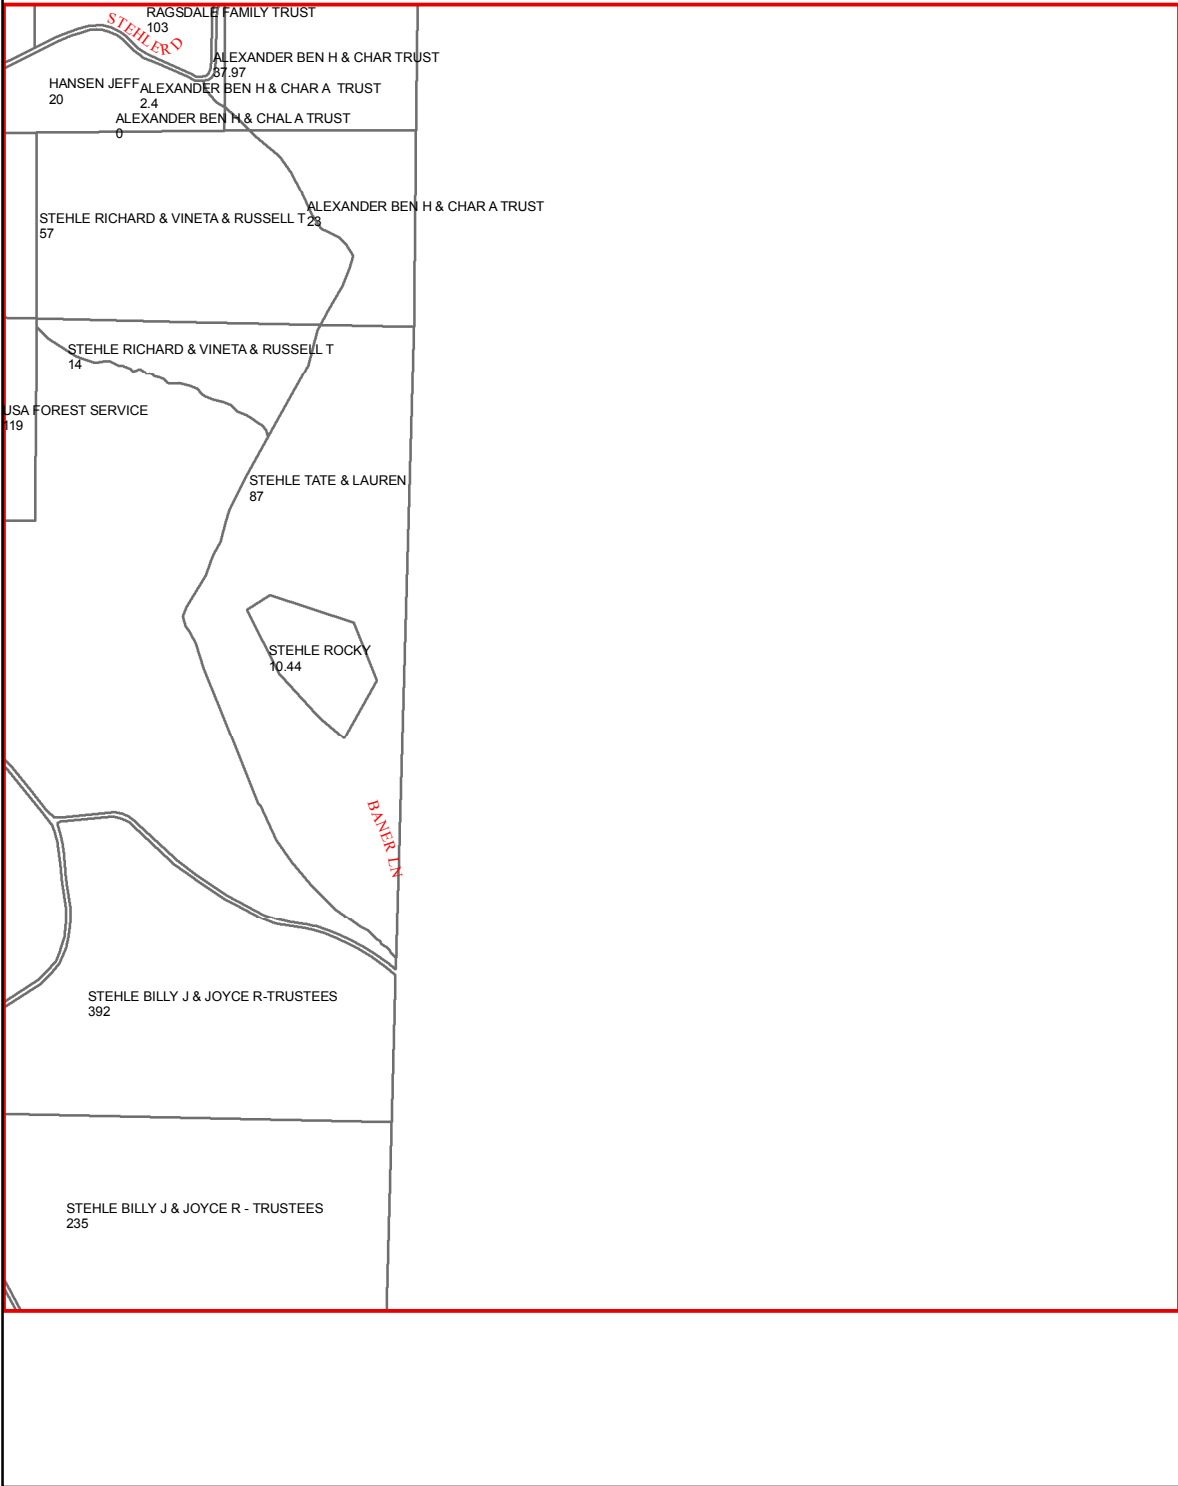 RAGSDALE FAMILY TRUST
103
STEHLE RD
ALEXANDER BEN H & CHAR TRUST
37.97
HANSEN JEFF
20
ALEXANDER BEN H & CHAR A TRUST
2.4
ALEXANDER BEN H & CHAL A TRUST
0
ALEXANDER BEN H & CHAR A TRUST
23
STEHLE RICHARD & VINETA & RUSSELL T
57
STEHLE RICHARD & VINETA & RUSSELL T
14
USA FOREST SERVICE
119
STEHLE TATE & LAUREN
87
STEHLE ROCKY
10.44
BANER LN
STEHLE BILLY J & JOYCE R-TRUSTEES
392
STEHLE BILLY J & JOYCE R - TRUSTEES
235